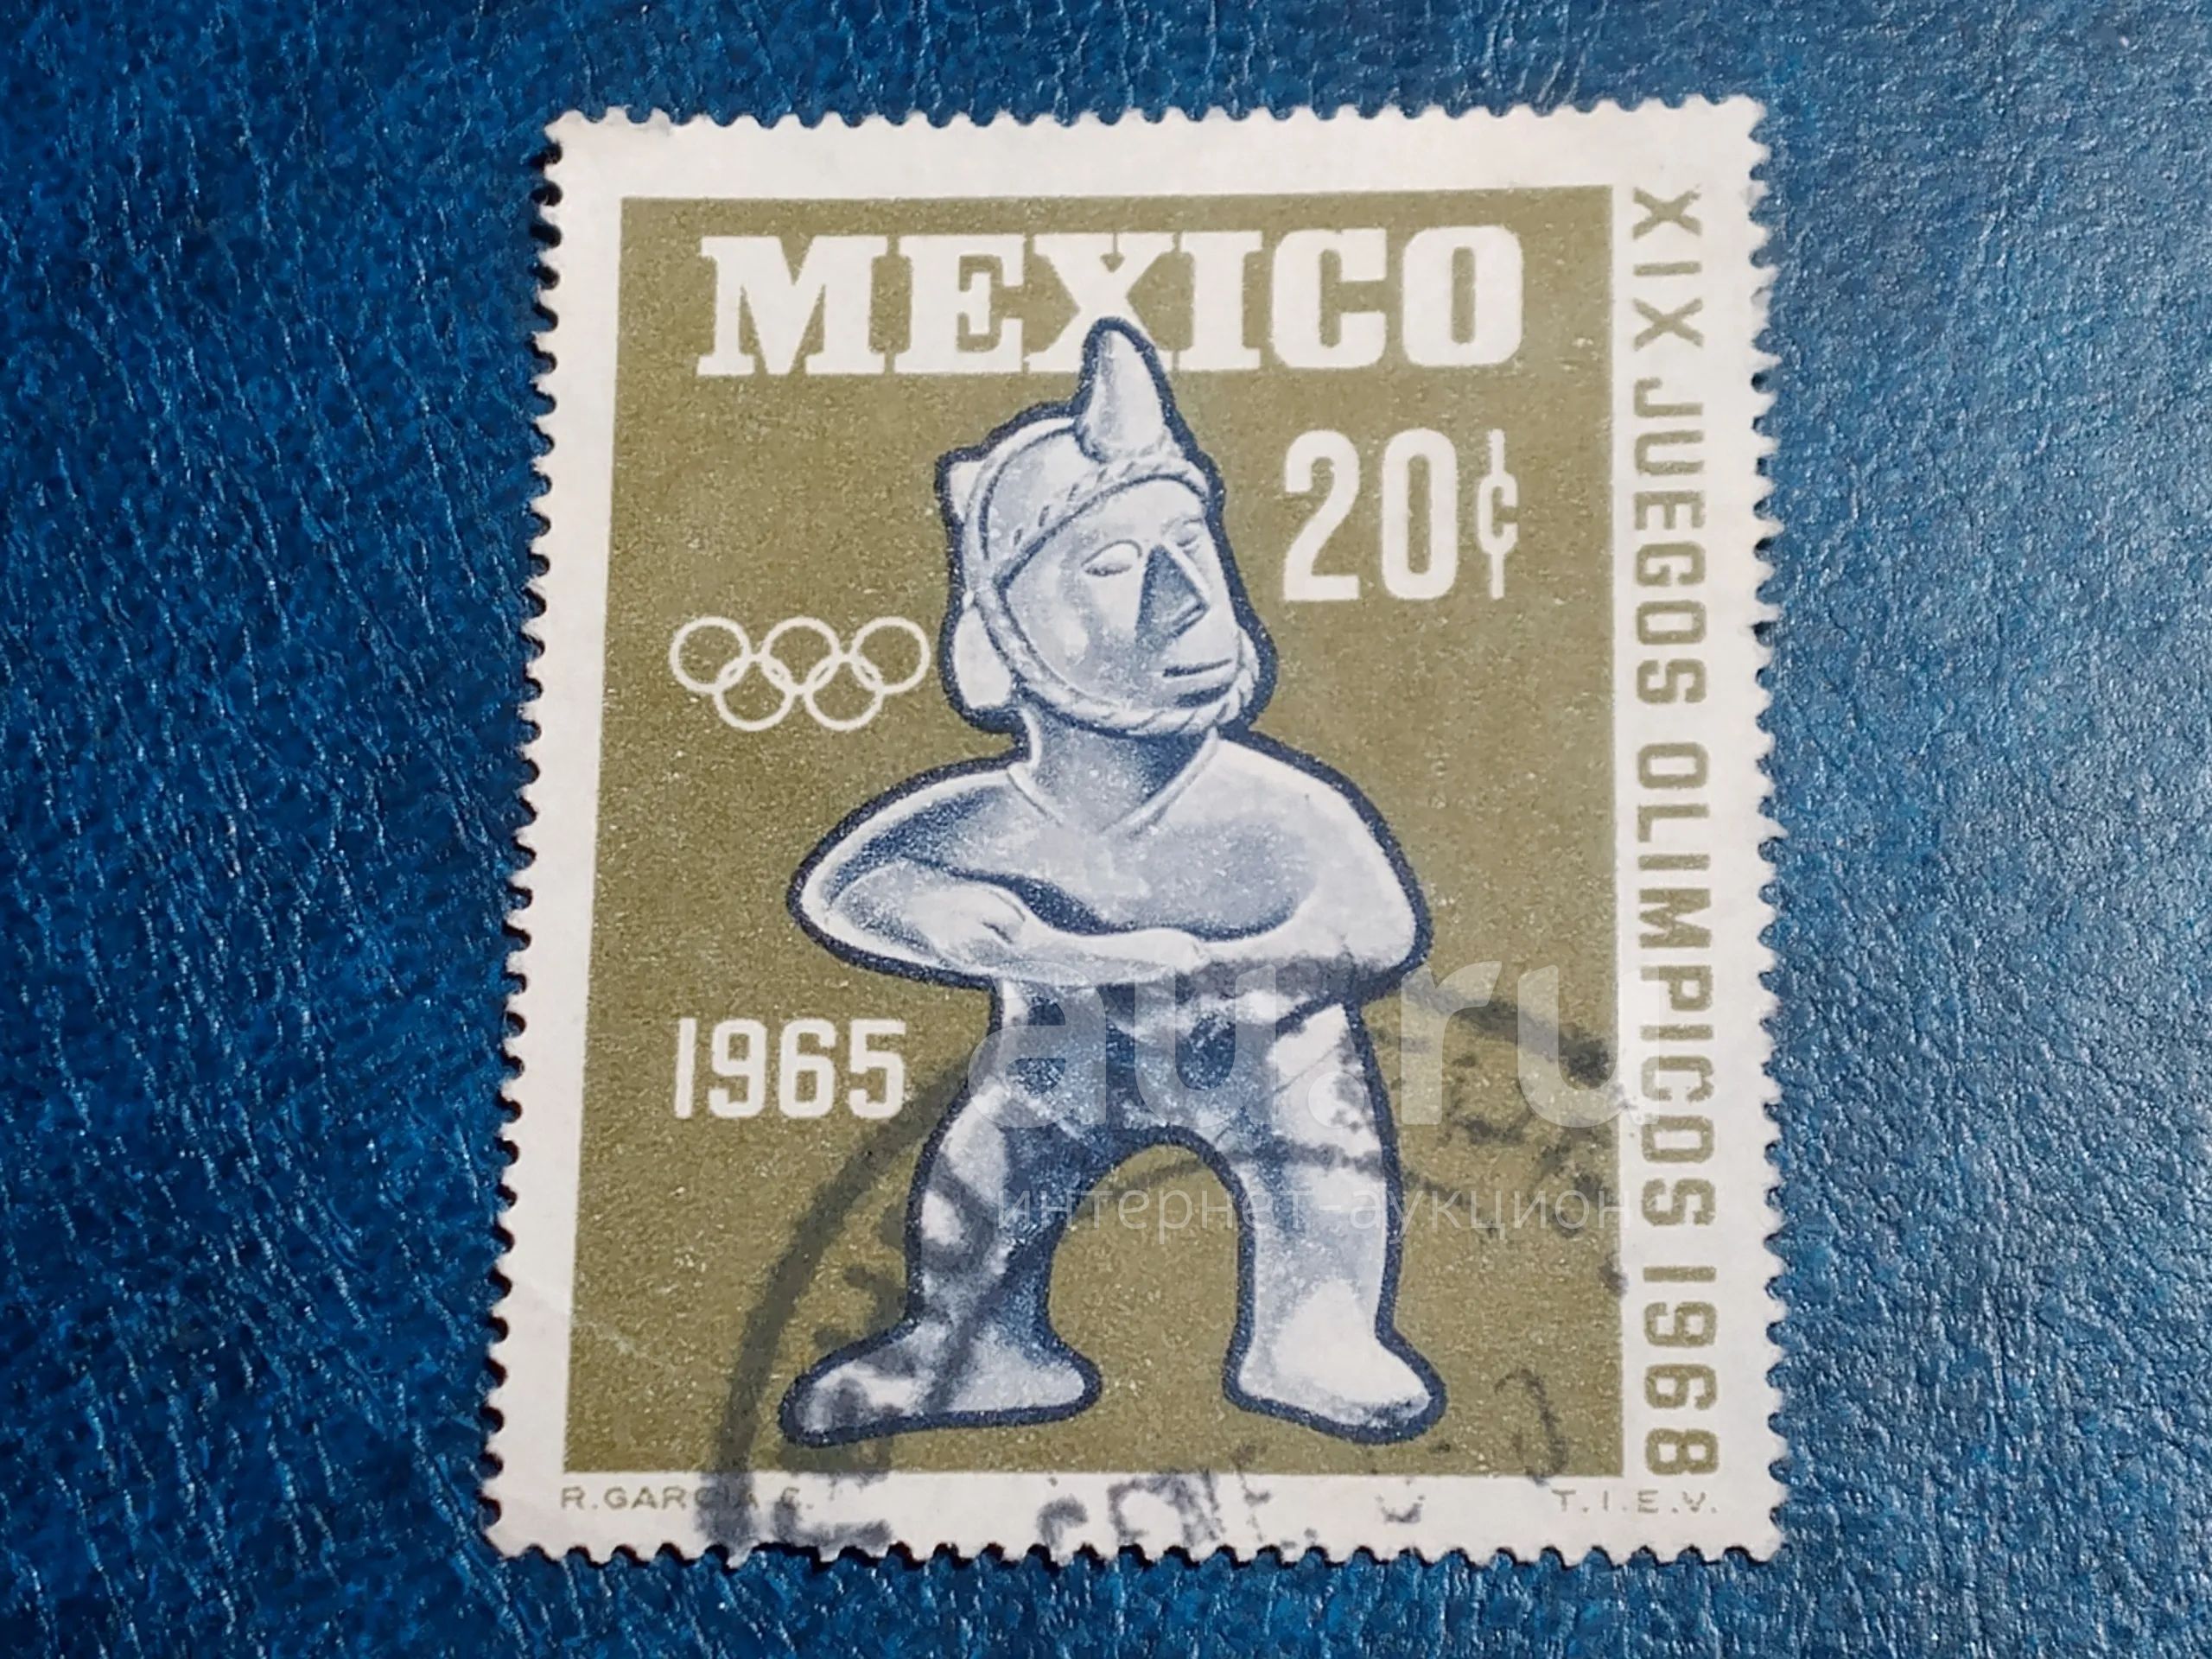 MEXICO
20¢
1965
XIX JUEGOS OLIMPICOS 1968
R. GARCIA C.
T.I.E.V.
au.ru
интернет-аукцион